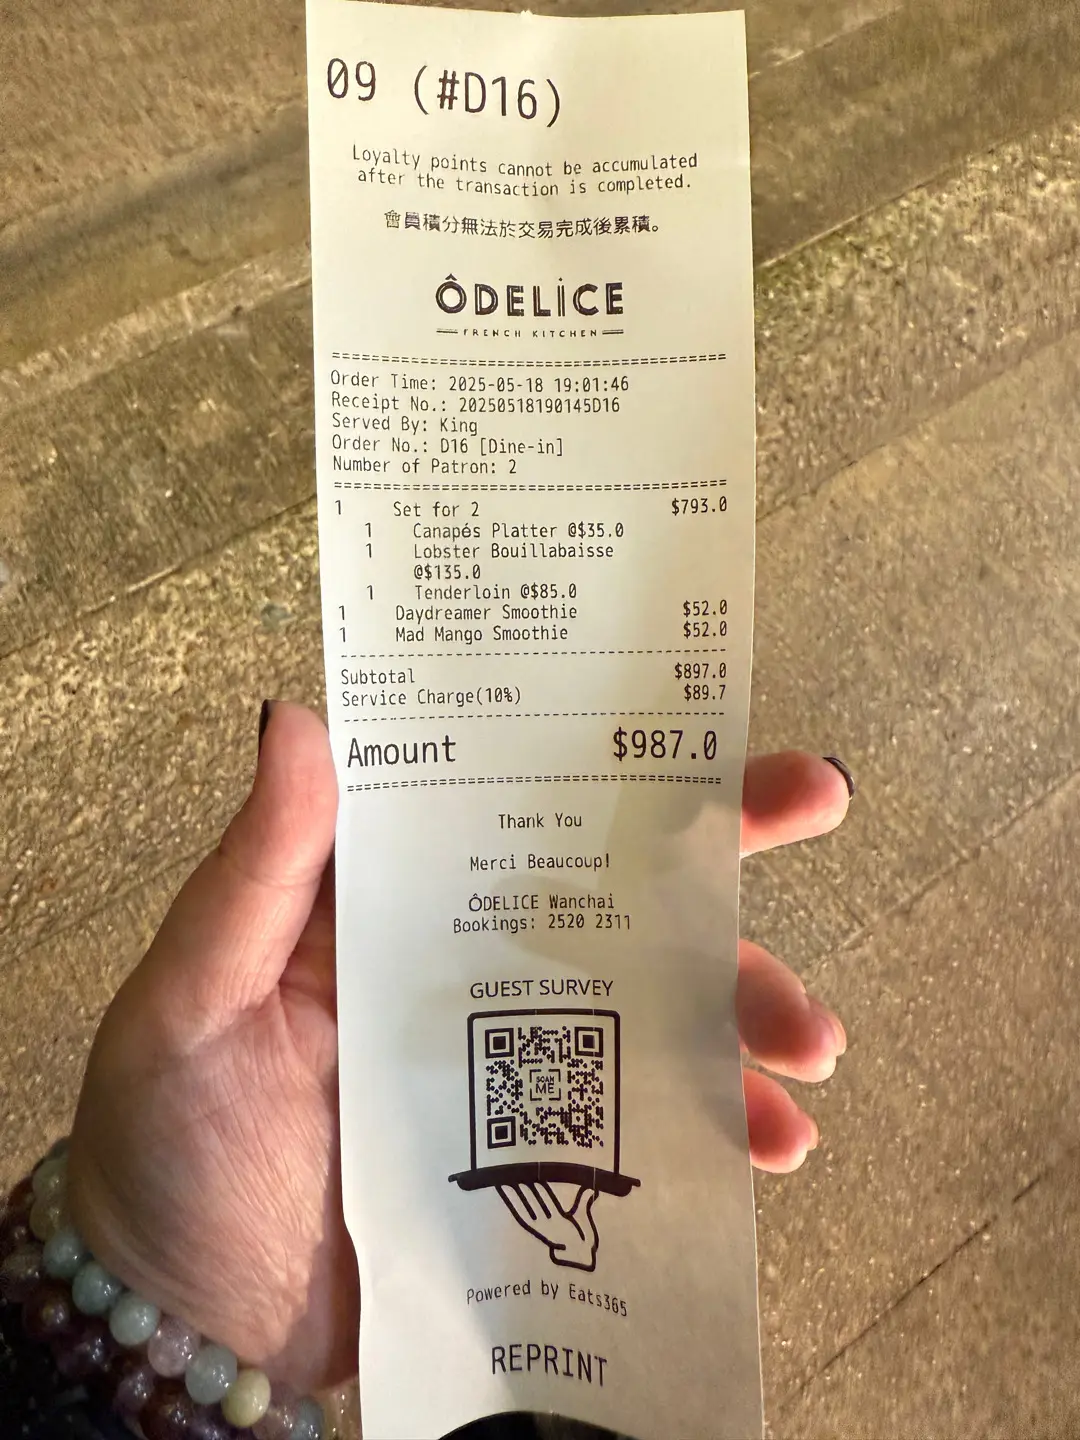 09 (#D16)
Loyalty points cannot be accumulated
after the transaction is completed.
會員積分無法於交易完成後累積。
ÔDELICE
FRENCH KITCHEN
Order Time: 2025-05-18 19:01:46
Receipt No.: 20250518190145D16
Served By: King
Order No.: D16 [Dine-in]
Number of Patron: 2
1 Set for 2 $793.0
1 Canapés Platter @$35.0
1 Lobster Bouillabaisse
@$135.0
1 Tenderloin @$85.0
1 Daydreamer Smoothie $52.0
1 Mad Mango Smoothie $52.0
Subtotal $897.0
Service Charge(10%) $89.7
Amount $987.0
Thank You
Merci Beaucoup!
ÔDELICE Wanchai
Bookings: 2520 2311
GUEST SURVEY
SCAN
ME
Powered by Eats365
REPRINT